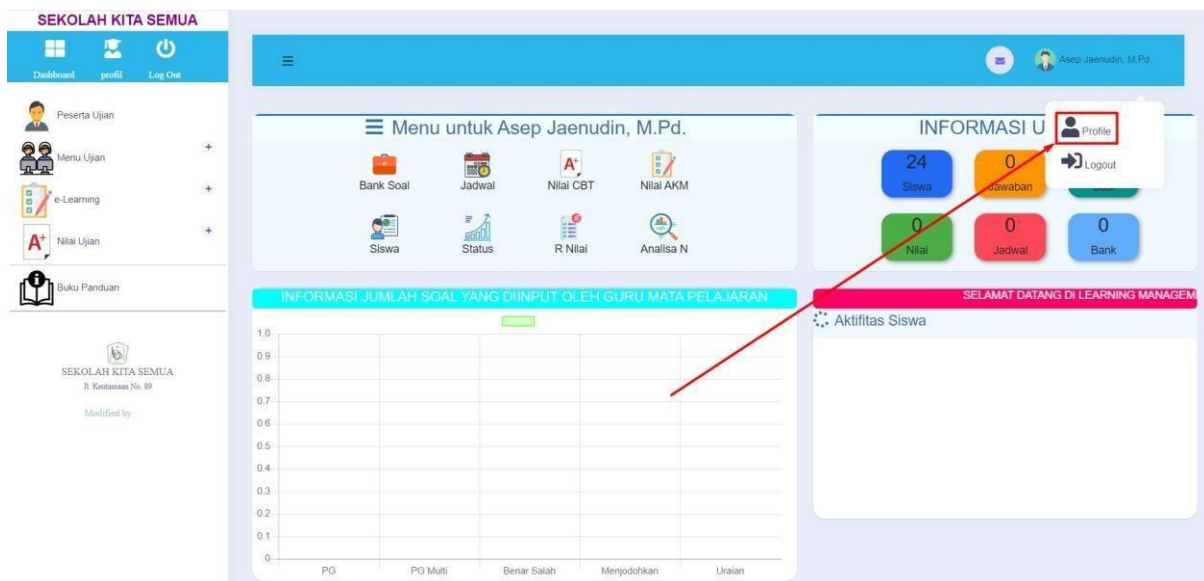 SEKOLAH KITA SEMUA
Dashboard profil Log Out
Asep Jaenudin, M.Pd.
Peserta Ujian
Menu Ujian +
e-Learning +
Nilai Ujian +
Buku Panduan
SEKOLAH KITA SEMUA
Jl. Keutamaan No. 89
Modified by
Menu untuk Asep Jaenudin, M.Pd.
Bank Soal Jadwal Nilai CBT Nilai AKM
Siswa Status R Nilai Analisa N
INFORMASI U
Profile
Logout
24 0
Siswa Jawaban
0 0 0
Nilai Jadwal Bank
INFORMASI JUMLAH SOAL YANG DIINPUT OLEH GURU MATA PELAJARAN
1.0
0.9
0.8
0.7
0.6
0.5
0.4
0.3
0.2
0.1
0
PG PG Multi Benar Salah Menjodohkan Uraian
SELAMAT DATANG DI LEARNING MANAGEM
Aktifitas Siswa